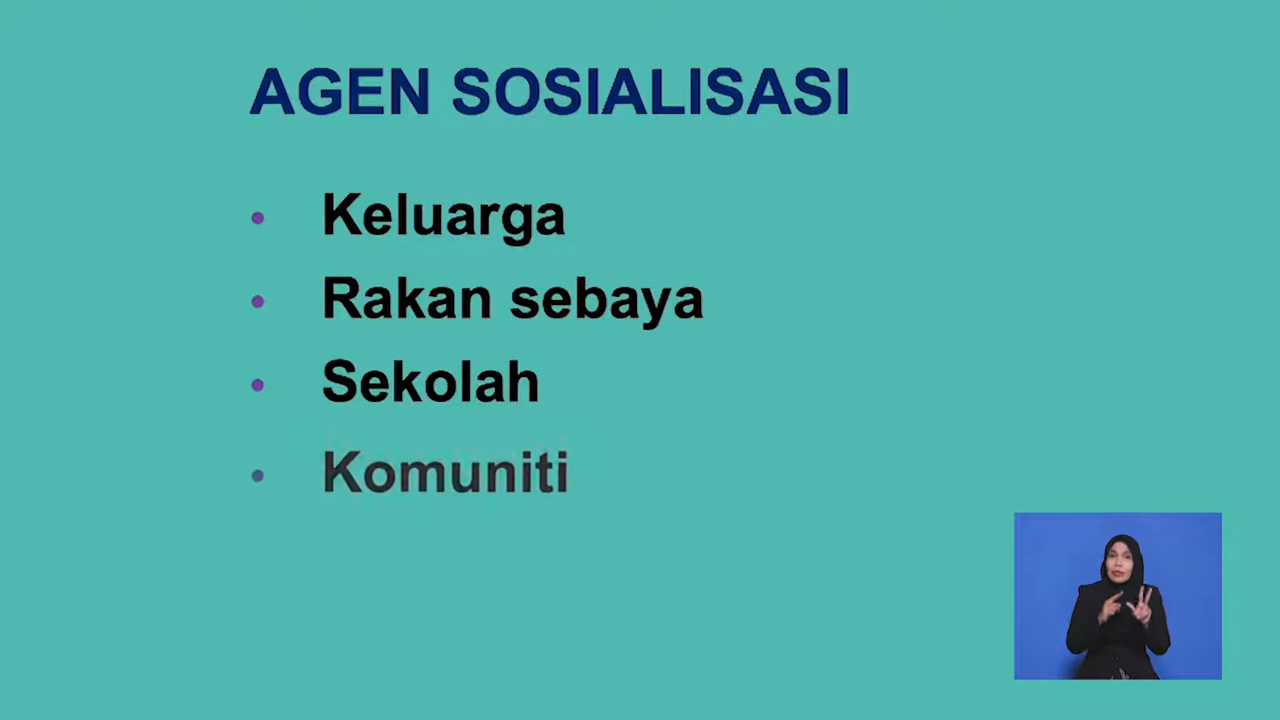 AGEN SOSIALISASI
• Keluarga
• Rakan sebaya
• Sekolah
• Komuniti